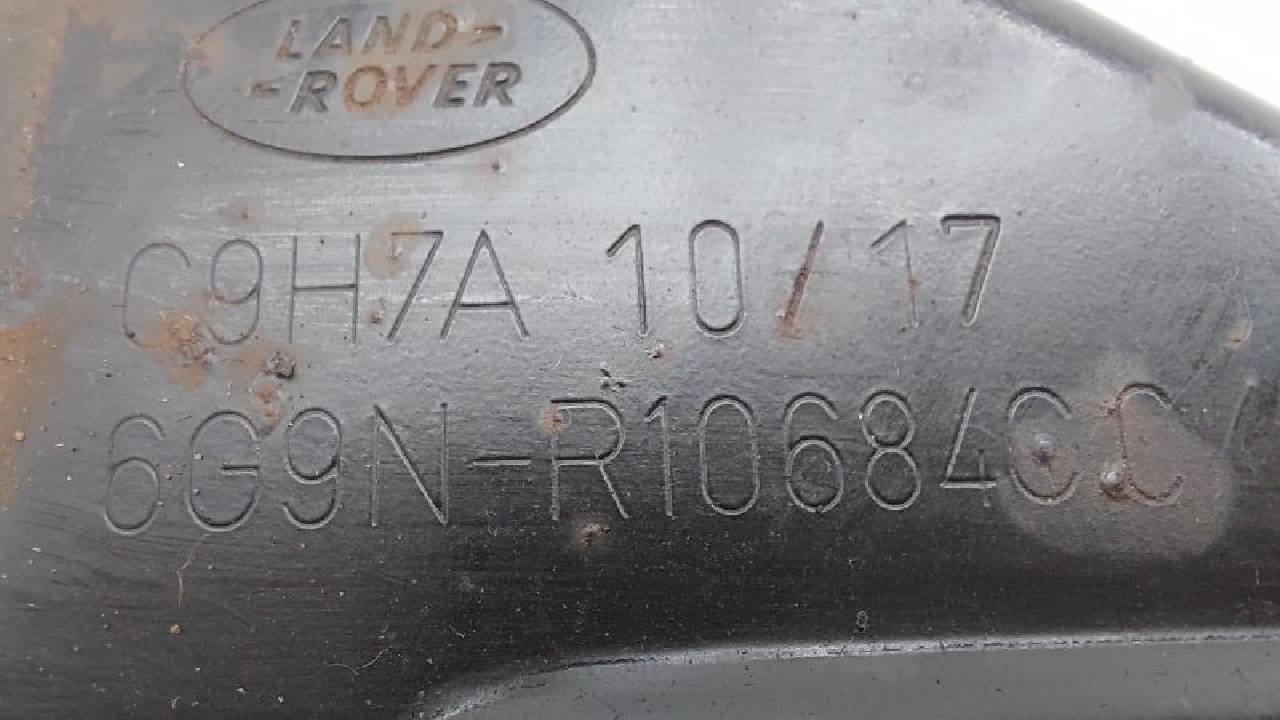 LAND-
-ROVER
C9H7A 10/17
6G9N-R10684CC